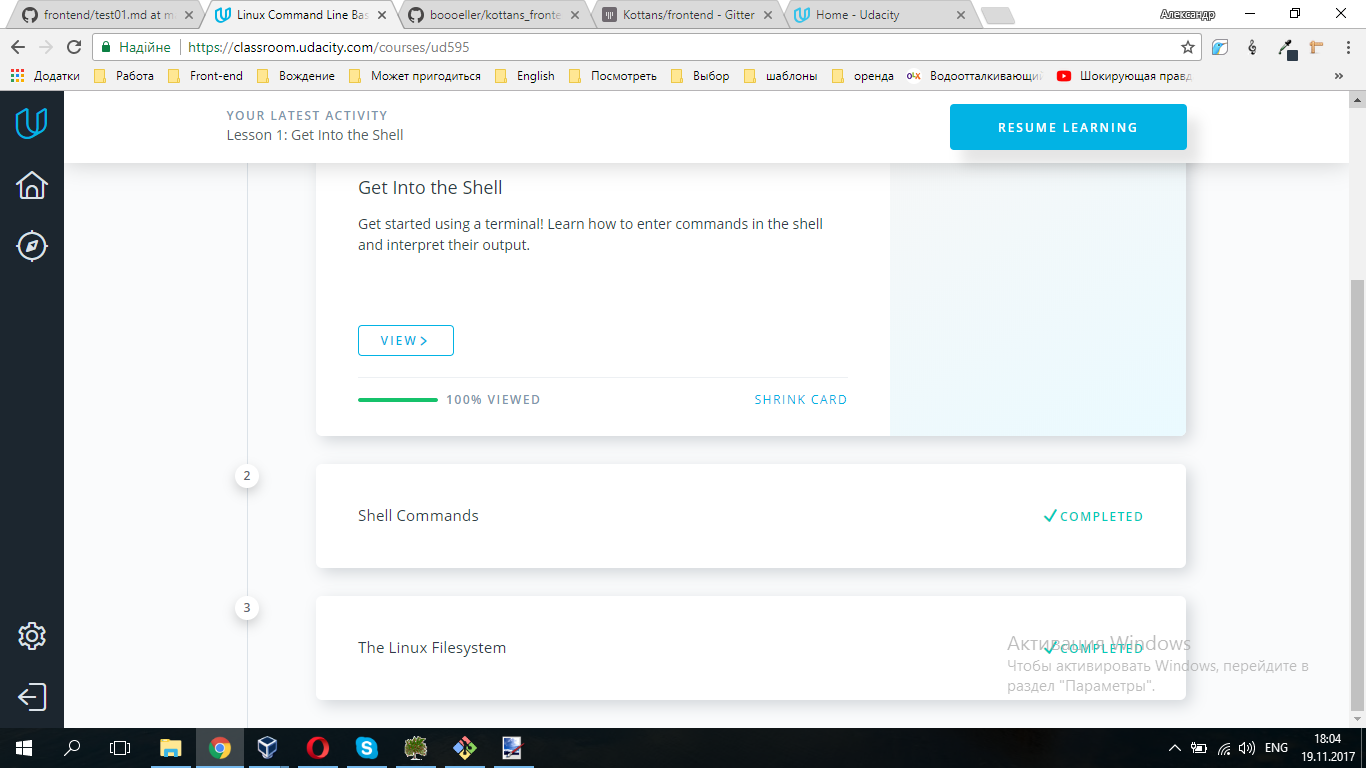 frontend/test01.md at m
Linux Command Line Bas
boooeller/kottans_fronte
Kottans/frontend - Gitter
Home - Udacity
Александр
Надійне
https://classroom.udacity.com/courses/ud595
Додатки
Работа
Front-end
Вождение
Может пригодиться
English
Посмотреть
Выбор
шаблоны
оренда
OLX
Водоотталкивающи
Шокирующая правд
»
YOUR LATEST ACTIVITY
Lesson 1: Get Into the Shell
RESUME LEARNING
Get Into the Shell
Get started using a terminal! Learn how to enter commands in the shell
and interpret their output.
VIEW >
100% VIEWED
SHRINK CARD
2
Shell Commands
COMPLETED
3
The Linux Filesystem
COMPLETED
Активация Windows
Чтобы активировать Windows, перейдите в
раздел "Параметры".
ENG
18:04
19.11.2017